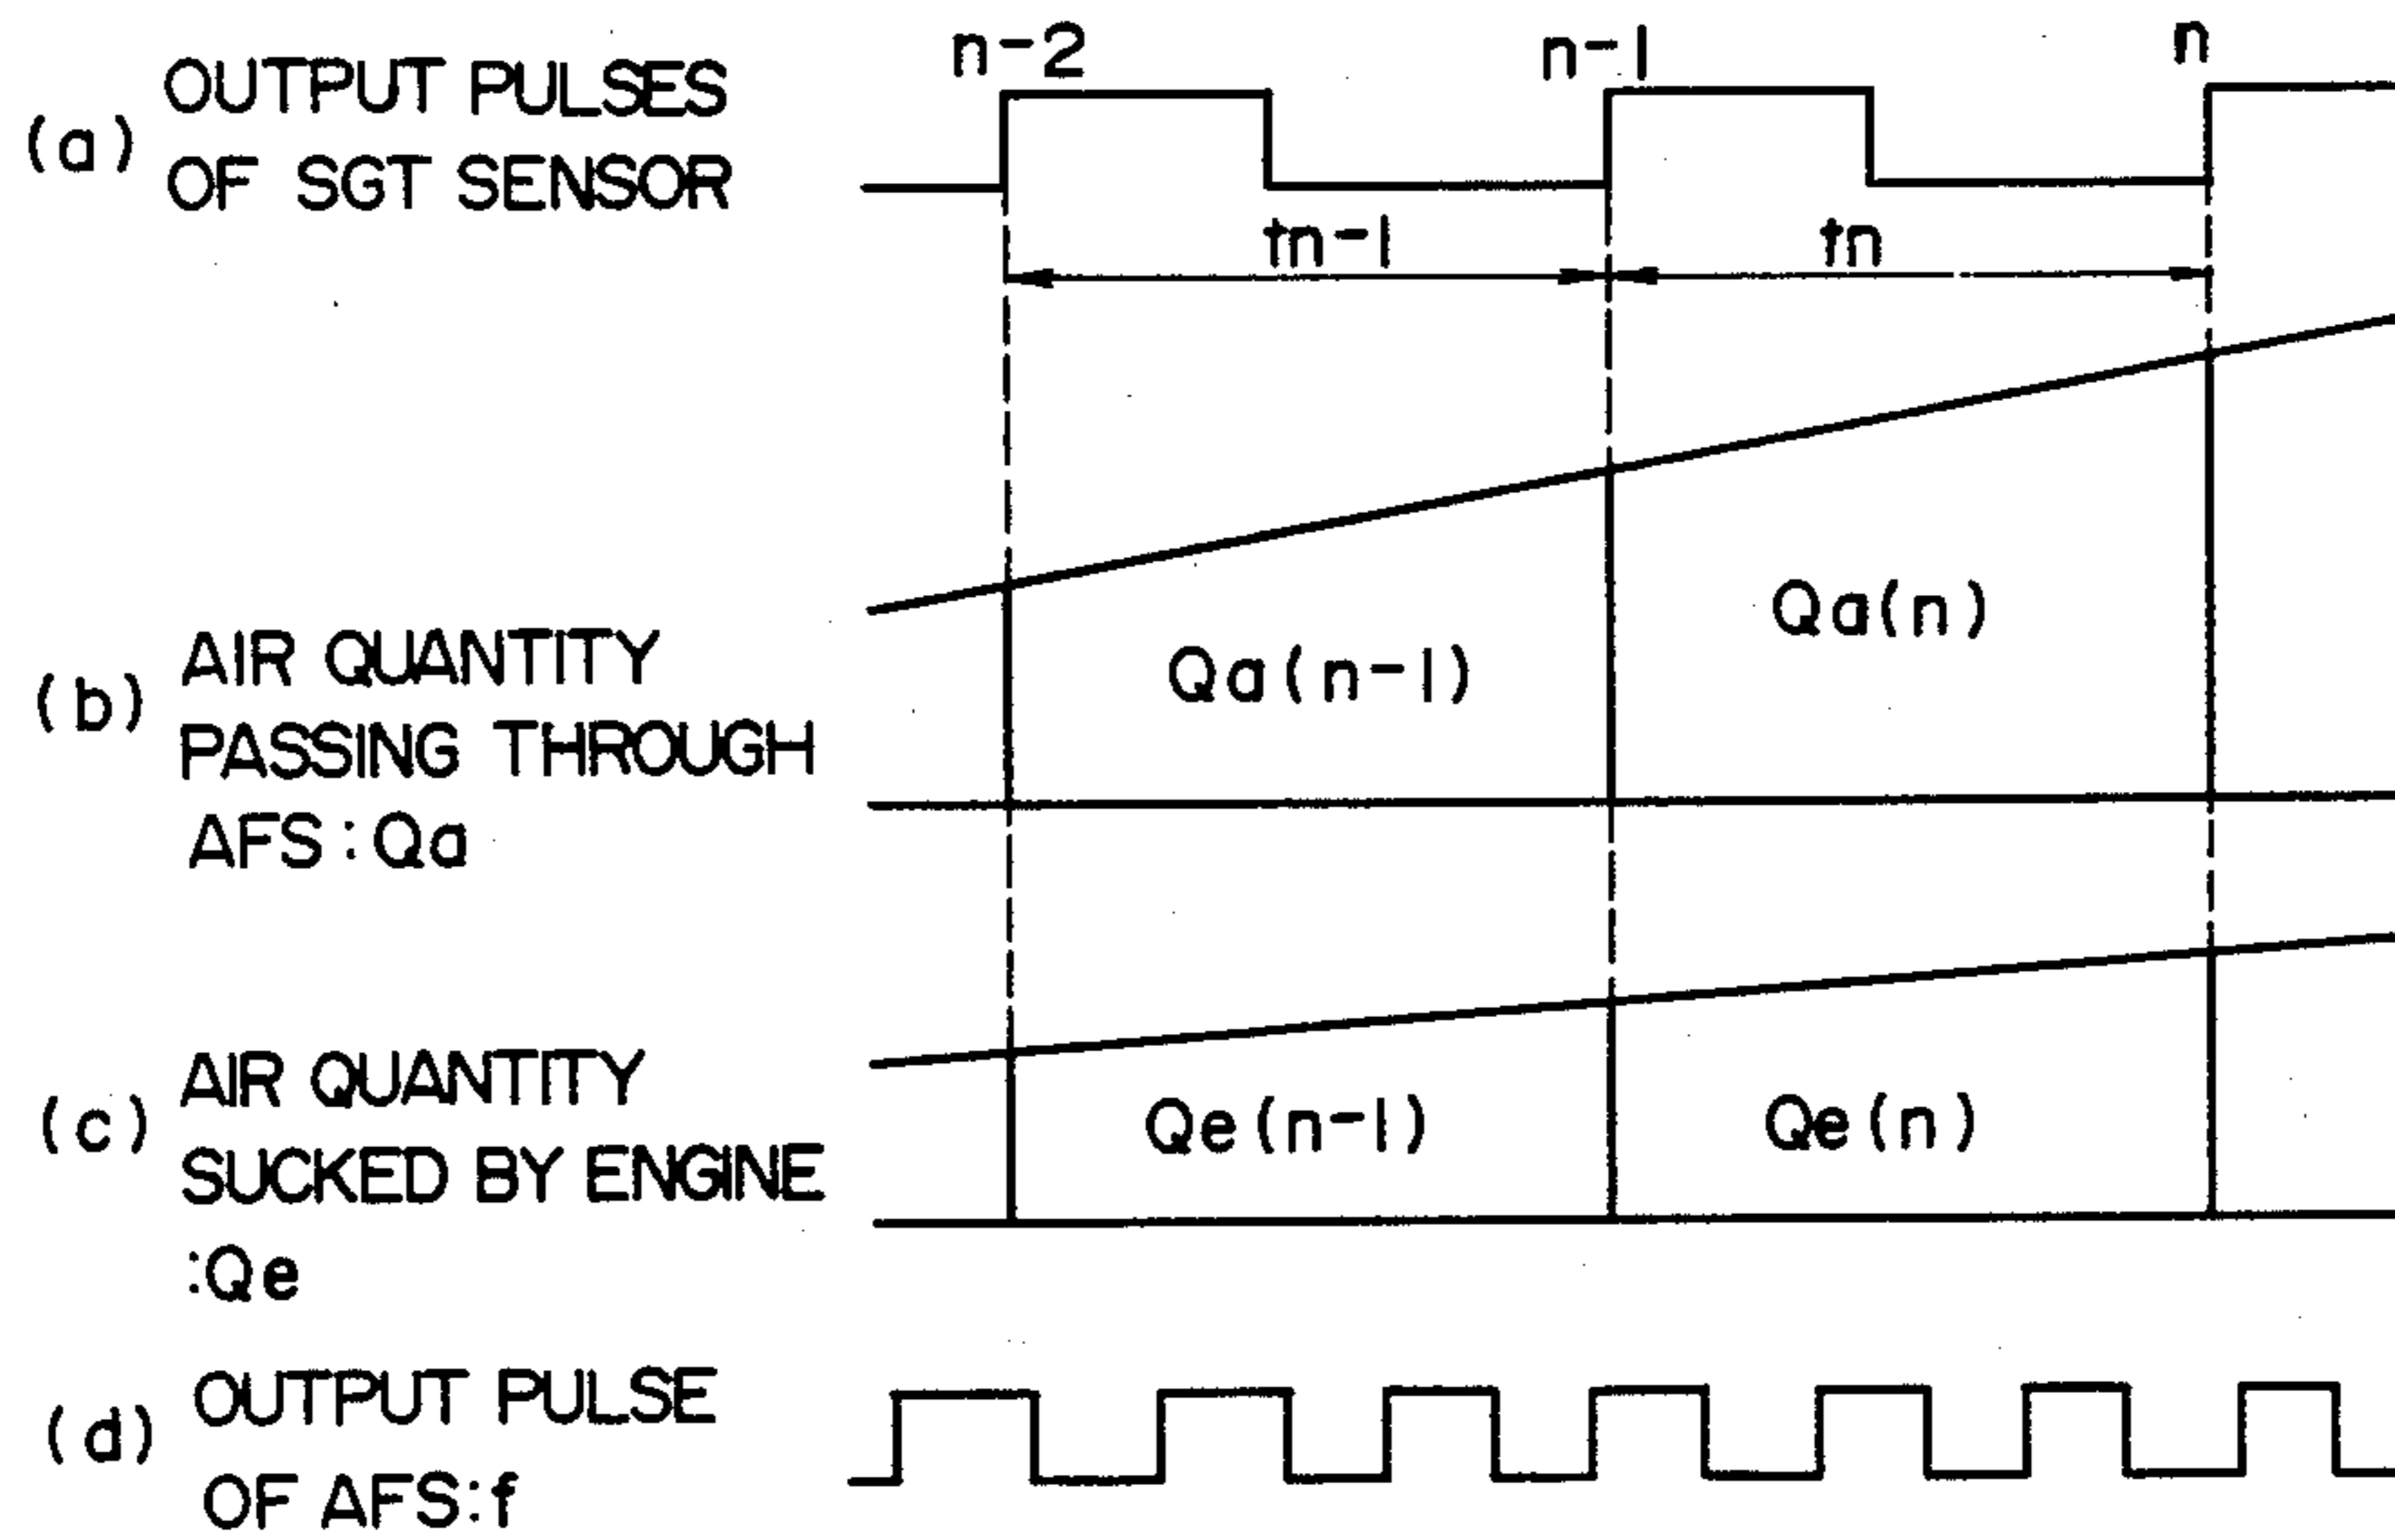 n-2 n-1 n
(a) OUTPUT PULSES
OF SGT SENSOR
tn-1 tn
(b) AIR QUANTITY
PASSING THROUGH
AFS:Qa
Qa(n-1) Qa(n)
(c) AIR QUANTITY
SUCKED BY ENGINE
:Qe
Qe(n-1) Qe(n)
(d) OUTPUT PULSE
OF AFS:f